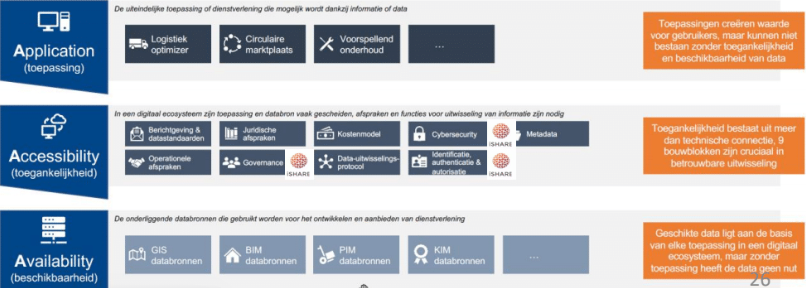 De uiteindelijke toepassing of dienstverlening die mogelijk wordt dankzij informatie of data
Application
(toepassing)
Logistiek
optimizer
Circulaire
marktplaats
Voorspellend
onderhoud
...
Toepassingen creëren waarde
voor gebruikers, maar kunnen niet
bestaan zonder toegankelijkheid
en beschikbaarheid van data
In een digitaal ecosysteem zijn toepassing en databron vaak gescheiden, afspraken en functies voor uitwisseling van informatie zijn nodig
Accessibility
(toegankelijkheid)
Berichtgeving &
datastandaarden
Juridische
afspraken
Kostenmodel
Cybersecurity
iSHARE
Metadata
Operationele
afspraken
Governance
iSHARE
Data-uitwisselings-
protocol
Identificatie,
authenticatie &
autorisatie
iSHARE
Toegankelijkheid bestaat uit meer
dan technische connectie, 9
bouwblokken zijn cruciaal in
betrouwbare uitwisseling
De onderliggende databronnen die gebruikt worden voor het ontwikkelen en aanbieden van dienstverlening
Availability
(beschikbaarheid)
GIS
databronnen
BIM
databronnen
PIM
databronnen
KIM
databronnen
...
Geschikte data ligt aan de basis
van elke toepassing in een digitaal
ecosysteem, maar zonder
toepassing heeft de data geen nut
26